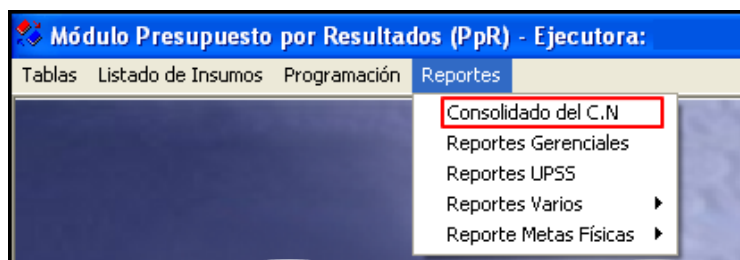 Módulo Presupuesto por Resultados (PpR) - Ejecutora:
Tablas Listado de Insumos Programación Reportes
Consolidado del C.N
Reportes Gerenciales
Reportes UPSS
Reportes Varios
Reporte Metas Físicas